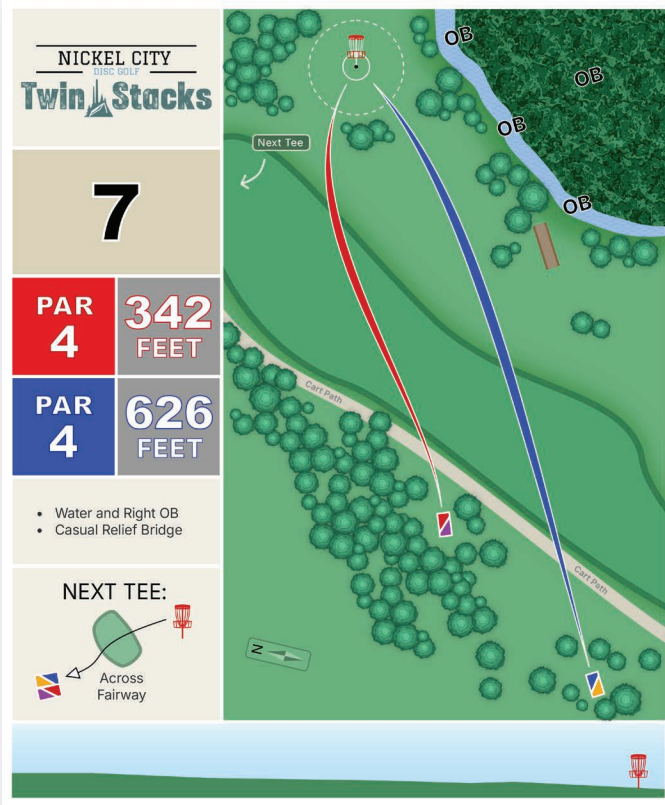 NICKEL CITY
DISC GOLF
Twin Stacks
7
PAR
4
342
FEET
PAR
4
626
FEET
• Water and Right OB
• Casual Relief Bridge
NEXT TEE:
Across
Fairway
OB
OB
OB
OB
Next Tee
Cart Path
Cart Path
N